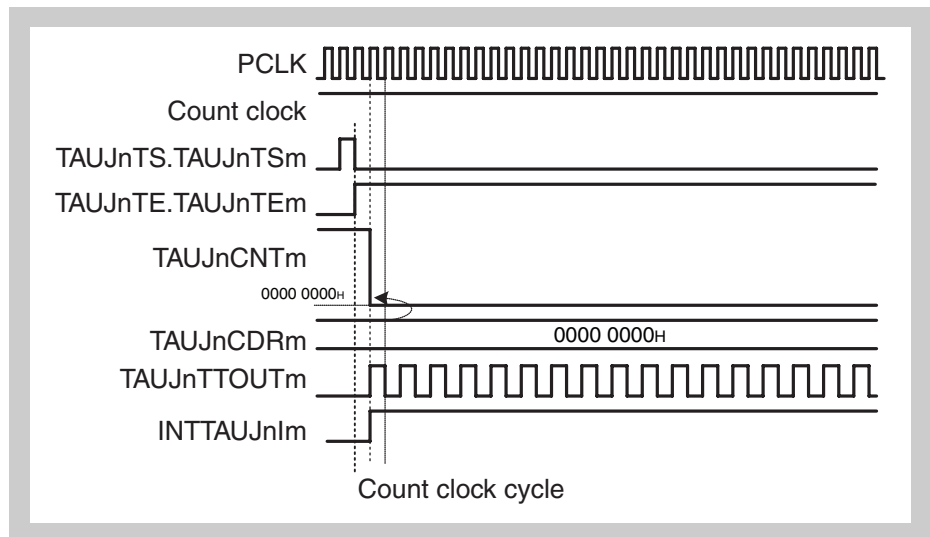 PCLK
Count clock
TAUJnTS.TAUJnTSm
TAUJnTE.TAUJnTEm
TAUJnCNTm
0000 0000H
TAUJnCDRm
0000 0000H
TAUJnTTOUTm
INTTAUJnIm
Count clock cycle